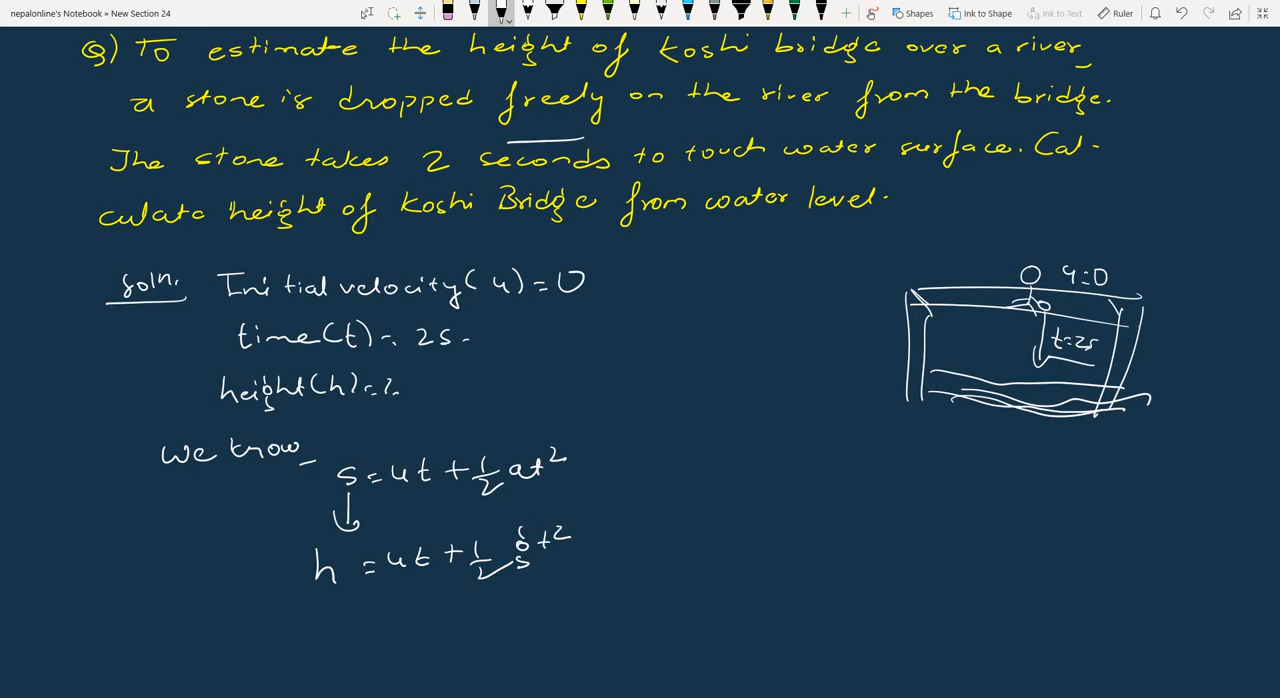 nepalonline's Notebook » New Section 24
Shapes Ink to Shape Ink to Text Ruler
Q) To estimate the height of Koshi bridge over a river,
a stone is dropped freely on the river from the bridge.
The stone takes 2 seconds to touch water surface. Cal-
culate height of Koshi Bridge from water level.
Soln. Initial velocity (u) = 0
time (t) = 2s.
height (h) = ?
We know,
s = ut + 1/2 at²
h = ut + 1/2 gt²
u=0
t=2s